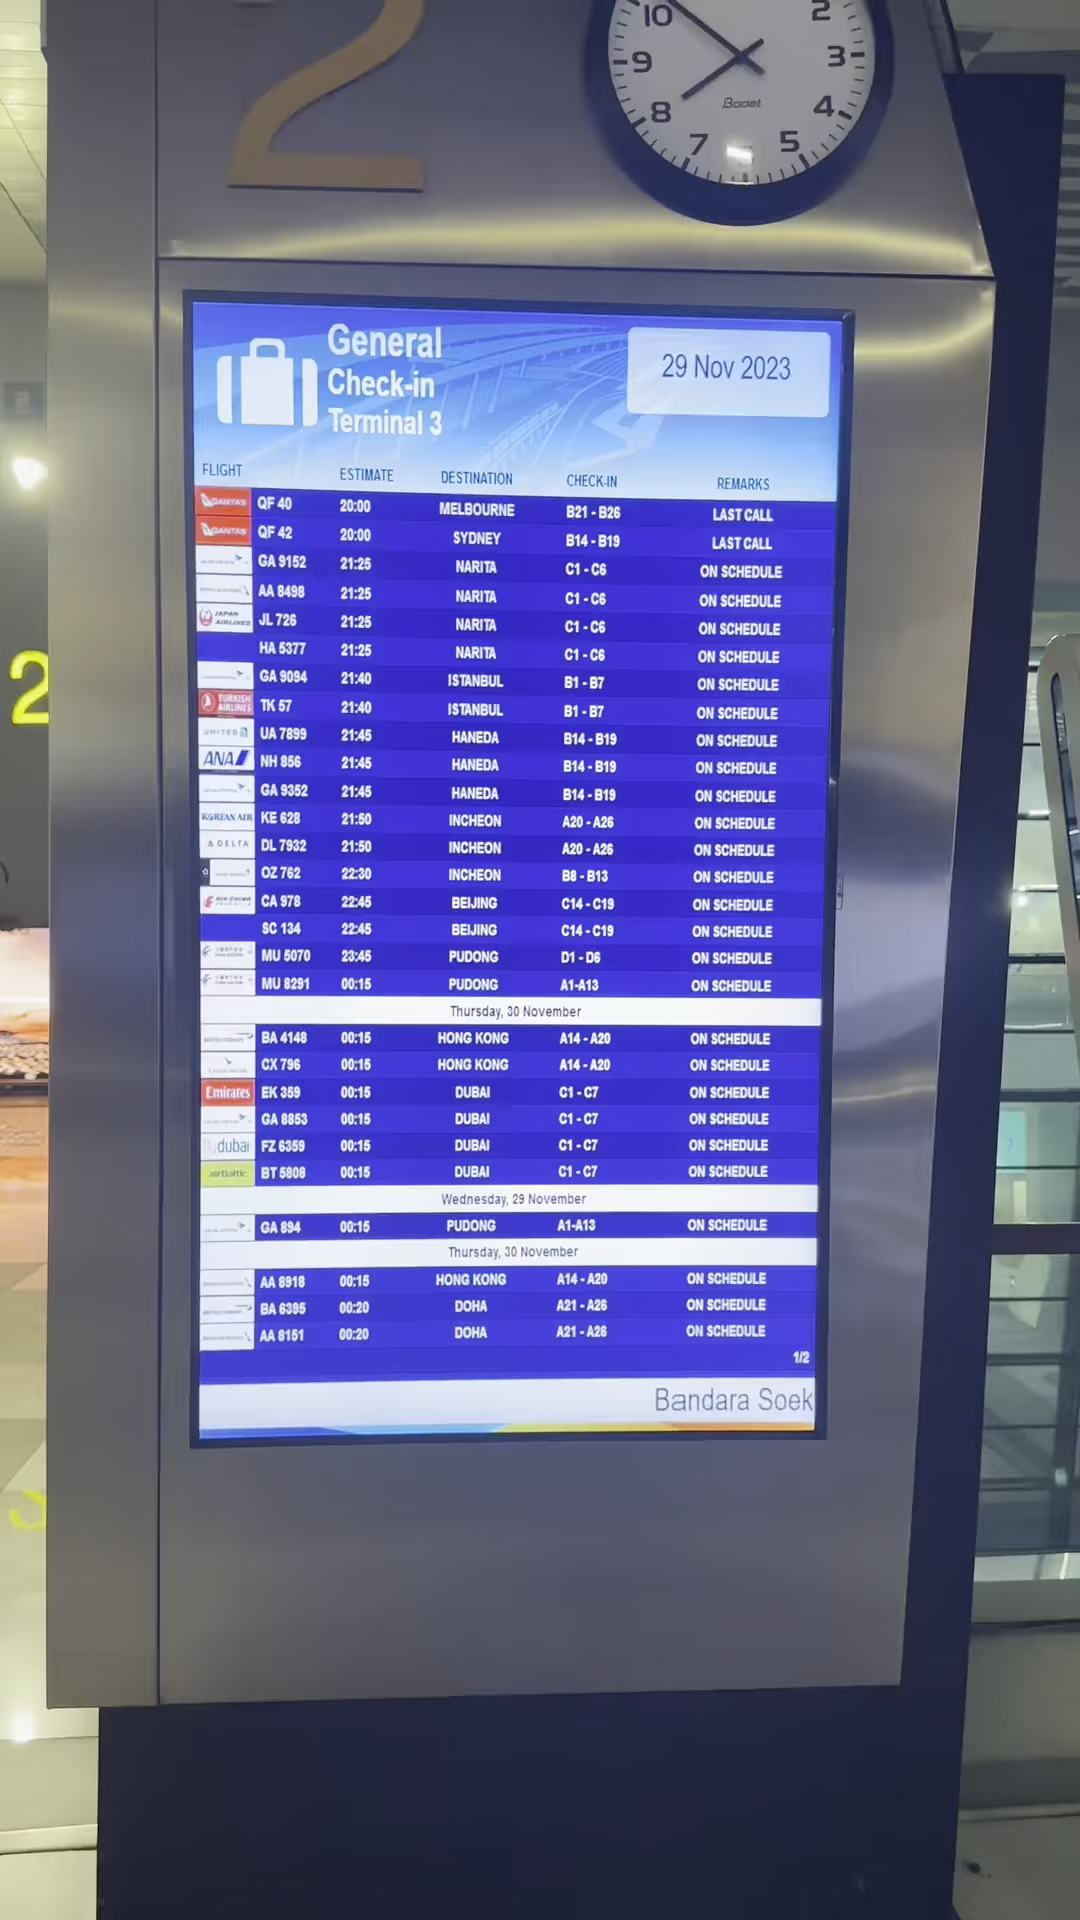 2
10 2
9 3
8 4
7 5
Bodet
General
Check-in
Terminal 3
29 Nov 2023
FLIGHT ESTIMATE DESTINATION CHECK-IN REMARKS
QANTAS QF 40 20:00 MELBOURNE B21 - B26 LAST CALL
QANTAS QF 42 20:00 SYDNEY B14 - B19 LAST CALL
GA 9152 21:25 NARITA C1 - C6 ON SCHEDULE
AA 8498 21:25 NARITA C1 - C6 ON SCHEDULE
JAPAN AIRLINES JL 726 21:25 NARITA C1 - C6 ON SCHEDULE
HA 5377 21:25 NARITA C1 - C6 ON SCHEDULE
GA 9094 21:40 ISTANBUL B1 - B7 ON SCHEDULE
TURKISH AIRLINES TK 57 21:40 ISTANBUL B1 - B7 ON SCHEDULE
UNITED UA 7899 21:45 HANEDA B14 - B19 ON SCHEDULE
ANA NH 856 21:45 HANEDA B14 - B19 ON SCHEDULE
GA 9352 21:45 HANEDA B14 - B19 ON SCHEDULE
KOREAN AIR KE 628 21:50 INCHEON A20 - A26 ON SCHEDULE
DELTA DL 7932 21:50 INCHEON A20 - A26 ON SCHEDULE
OZ 762 22:30 INCHEON B8 - B13 ON SCHEDULE
AIR CHINA CA 978 22:45 BEIJING C14 - C19 ON SCHEDULE
SC 134 22:45 BEIJING C14 - C19 ON SCHEDULE
MU 5070 23:45 PUDONG D1 - D6 ON SCHEDULE
MU 8291 00:15 PUDONG A1-A13 ON SCHEDULE
Thursday, 30 November
BA 4148 00:15 HONG KONG A14 - A20 ON SCHEDULE
CX 796 00:15 HONG KONG A14 - A20 ON SCHEDULE
Emirates EK 359 00:15 DUBAI C1 - C7 ON SCHEDULE
GA 8853 00:15 DUBAI C1 - C7 ON SCHEDULE
flydubai FZ 6359 00:15 DUBAI C1 - C7 ON SCHEDULE
airBaltic BT 5808 00:15 DUBAI C1 - C7 ON SCHEDULE
Wednesday, 29 November
GA 894 00:15 PUDONG A1-A13 ON SCHEDULE
Thursday, 30 November
AA 8918 00:15 HONG KONG A14 - A20 ON SCHEDULE
BA 6395 00:20 DOHA A21 - A26 ON SCHEDULE
AA 8151 00:20 DOHA A21 - A26 ON SCHEDULE
1/2
Bandara Soek
2